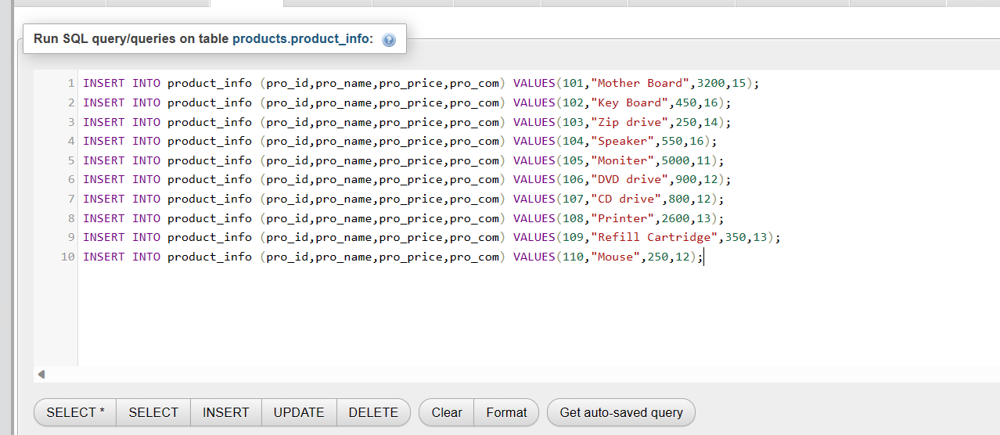 Run SQL query/queries on table products.product_info:
1 INSERT INTO product_info (pro_id,pro_name,pro_price,pro_com) VALUES(101,"Mother Board",3200,15);
2 INSERT INTO product_info (pro_id,pro_name,pro_price,pro_com) VALUES(102,"Key Board",450,16);
3 INSERT INTO product_info (pro_id,pro_name,pro_price,pro_com) VALUES(103,"Zip drive",250,14);
4 INSERT INTO product_info (pro_id,pro_name,pro_price,pro_com) VALUES(104,"Speaker",550,16);
5 INSERT INTO product_info (pro_id,pro_name,pro_price,pro_com) VALUES(105,"Moniter",5000,11);
6 INSERT INTO product_info (pro_id,pro_name,pro_price,pro_com) VALUES(106,"DVD drive",900,12);
7 INSERT INTO product_info (pro_id,pro_name,pro_price,pro_com) VALUES(107,"CD drive",800,12);
8 INSERT INTO product_info (pro_id,pro_name,pro_price,pro_com) VALUES(108,"Printer",2600,13);
9 INSERT INTO product_info (pro_id,pro_name,pro_price,pro_com) VALUES(109,"Refill Cartridge",350,13);
10 INSERT INTO product_info (pro_id,pro_name,pro_price,pro_com) VALUES(110,"Mouse",250,12);
SELECT * SELECT INSERT UPDATE DELETE Clear Format Get auto-saved query